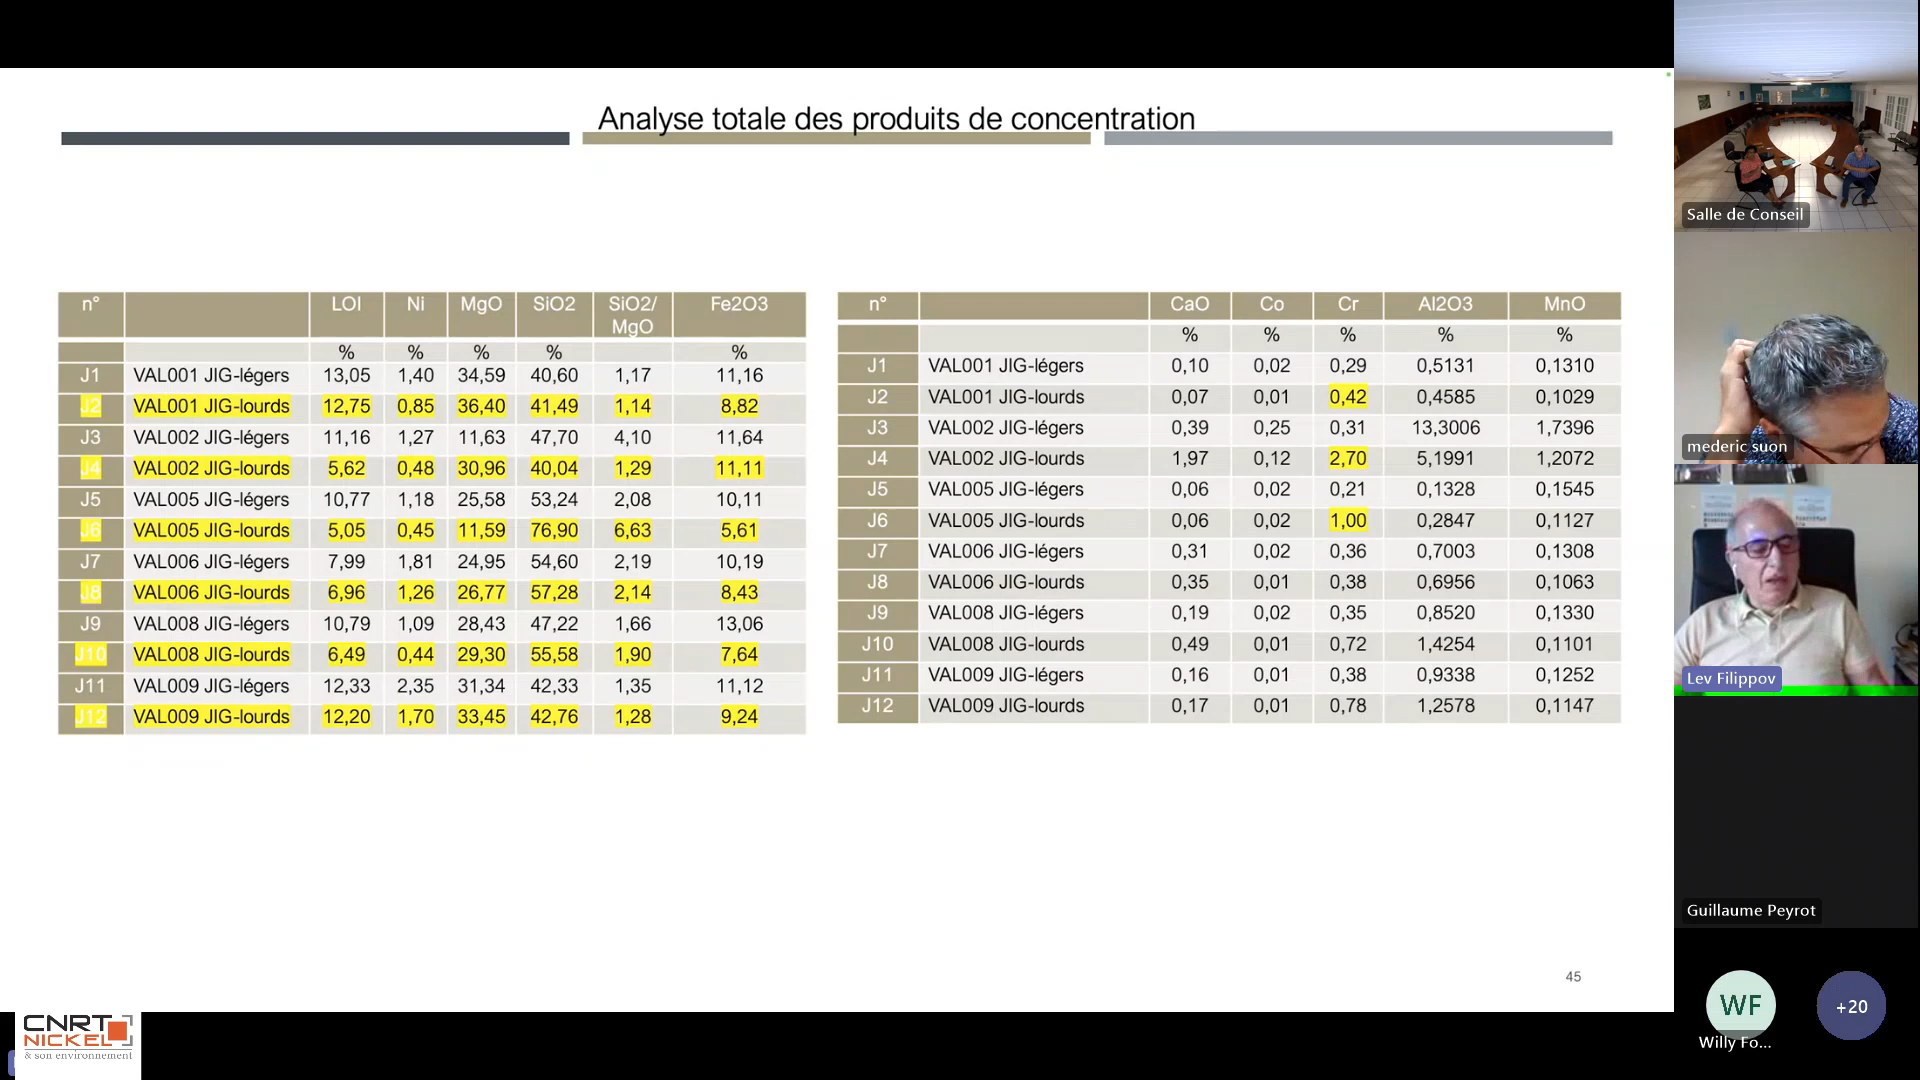 Analyse totale des produits de concentration
n° LOI Ni MgO SiO2 SiO2/ MgO Fe2O3
% % % % %
J1 VAL001 JIG-légers 13,05 1,40 34,59 40,60 1,17 11,16
J2 VAL001 JIG-lourds 12,75 0,85 36,40 41,49 1,14 8,82
J3 VAL002 JIG-légers 11,16 1,27 11,63 47,70 4,10 11,64
J4 VAL002 JIG-lourds 5,62 0,48 30,96 40,04 1,29 11,11
J5 VAL005 JIG-légers 10,77 1,18 25,58 53,24 2,08 10,11
J6 VAL005 JIG-lourds 5,05 0,45 11,59 76,90 6,63 5,61
J7 VAL006 JIG-légers 7,99 1,81 24,95 54,60 2,19 10,19
J8 VAL006 JIG-lourds 6,96 1,26 26,77 57,28 2,14 8,43
J9 VAL008 JIG-légers 10,79 1,09 28,43 47,22 1,66 13,06
J10 VAL008 JIG-lourds 6,49 0,44 29,30 55,58 1,90 7,64
J11 VAL009 JIG-légers 12,33 2,35 31,34 42,33 1,35 11,12
J12 VAL009 JIG-lourds 12,20 1,70 33,45 42,76 1,28 9,24
n° CaO Co Cr Al2O3 MnO
% % % % %
J1 VAL001 JIG-légers 0,10 0,02 0,29 0,5131 0,1310
J2 VAL001 JIG-lourds 0,07 0,01 0,42 0,4585 0,1029
J3 VAL002 JIG-légers 0,39 0,25 0,31 13,3006 1,7396
J4 VAL002 JIG-lourds 1,97 0,12 2,70 5,1991 1,2072
J5 VAL005 JIG-légers 0,06 0,02 0,21 0,1328 0,1545
J6 VAL005 JIG-lourds 0,06 0,02 1,00 0,2847 0,1127
J7 VAL006 JIG-légers 0,31 0,02 0,36 0,7003 0,1308
J8 VAL006 JIG-lourds 0,35 0,01 0,38 0,6956 0,1063
J9 VAL008 JIG-légers 0,19 0,02 0,35 0,8520 0,1330
J10 VAL008 JIG-lourds 0,49 0,01 0,72 1,4254 0,1101
J11 VAL009 JIG-légers 0,16 0,01 0,38 0,9338 0,1252
J12 VAL009 JIG-lourds 0,17 0,01 0,78 1,2578 0,1147
45
CNRT
NICKEL
& son environnement
Salle de Conseil
mederic suon
Lev Filippov
Guillaume Peyrot
WF
+20
Willy Fo...